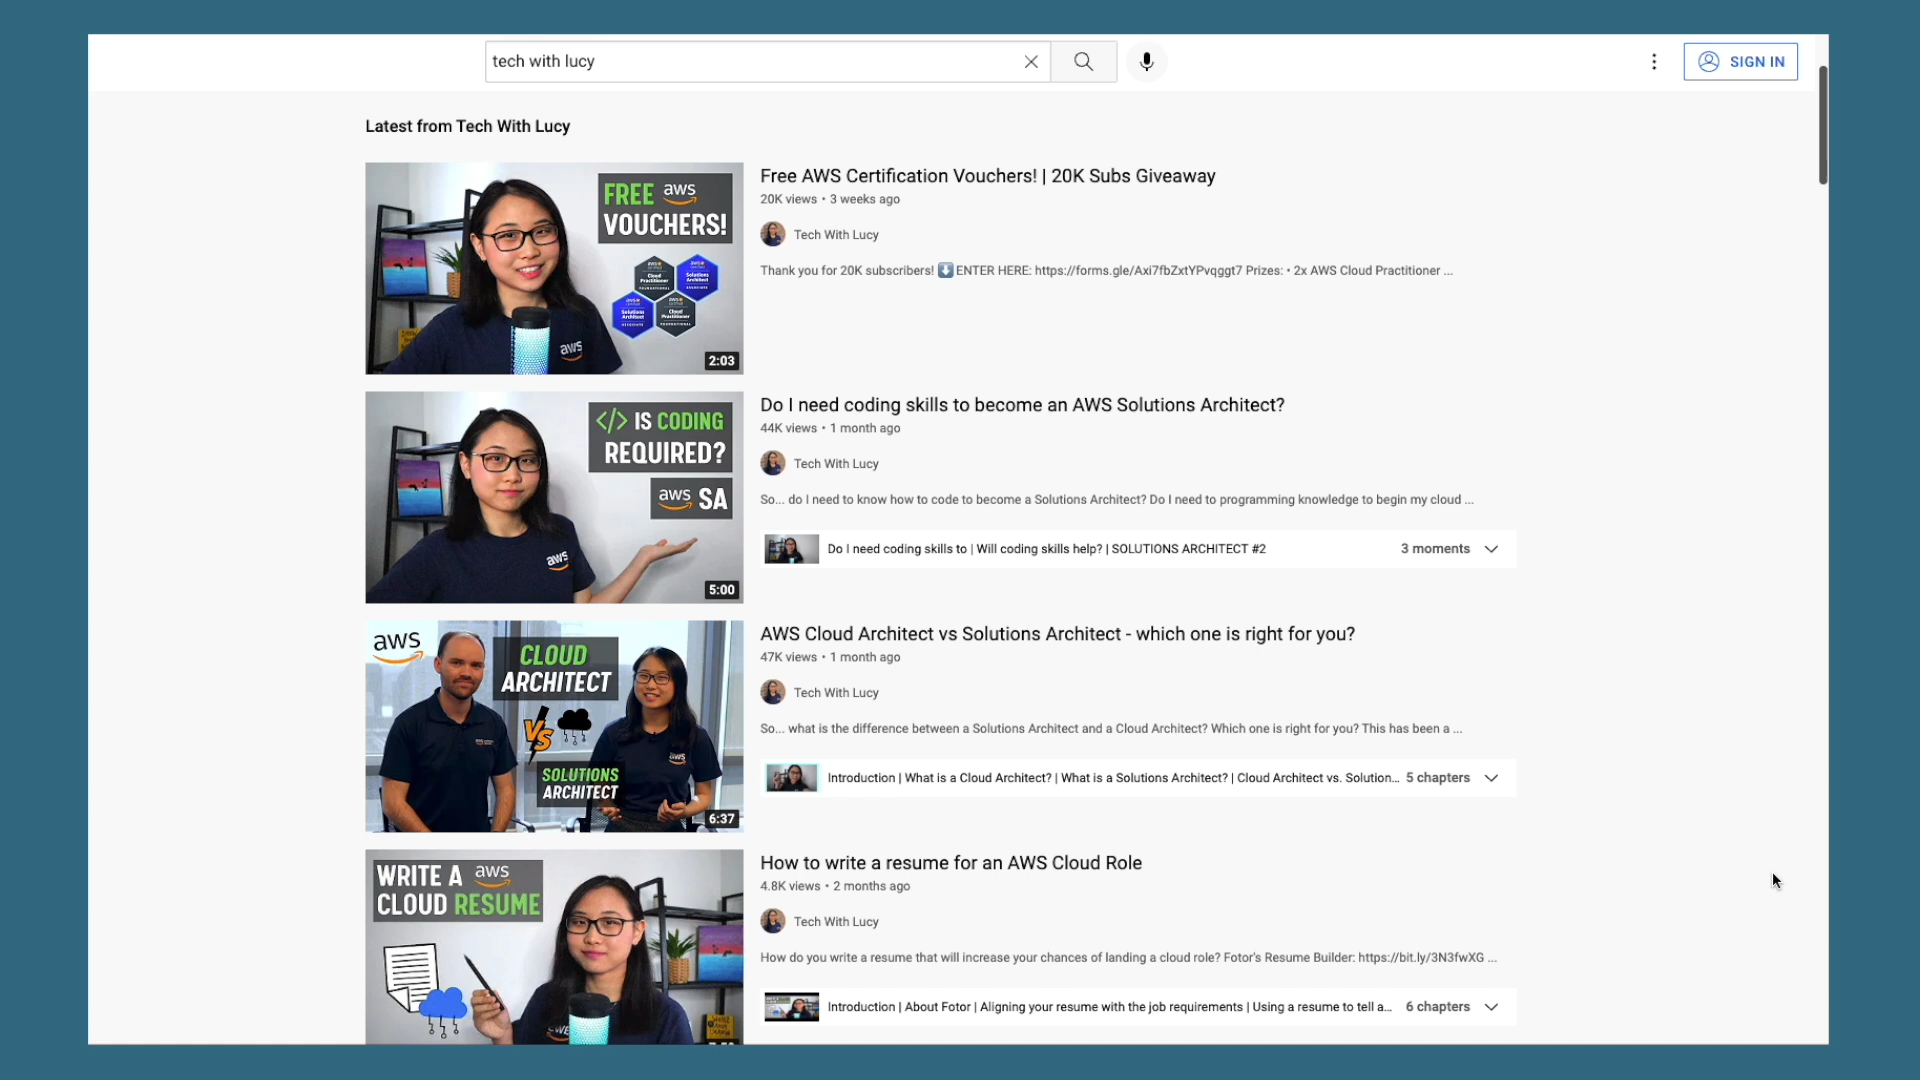 tech with lucy
SIGN IN
Latest from Tech With Lucy
FREE aws
VOUCHERS!
aws
2:03
Free AWS Certification Vouchers! | 20K Subs Giveaway
20K views • 3 weeks ago
Tech With Lucy
Thank you for 20K subscribers! ⬇️ ENTER HERE: https://forms.gle/Axi7fbZxtYPvqggt7 Prizes: • 2x AWS Cloud Practitioner ...
</> IS CODING
REQUIRED?
aws SA
aws
5:00
Do I need coding skills to become an AWS Solutions Architect?
44K views • 1 month ago
Tech With Lucy
So... do I need to know how to code to become a Solutions Architect? Do I need to programming knowledge to begin my cloud ...
Do I need coding skills to | Will coding skills help? | SOLUTIONS ARCHITECT #2
3 moments
aws
CLOUD
ARCHITECT
VS
SOLUTIONS
ARCHITECT
aws
6:37
AWS Cloud Architect vs Solutions Architect - which one is right for you?
47K views • 1 month ago
Tech With Lucy
So... what is the difference between a Solutions Architect and a Cloud Architect? Which one is right for you? This has been a ...
Introduction | What is a Cloud Architect? | What is a Solutions Architect? | Cloud Architect vs. Solution...
5 chapters
WRITE A aws
CLOUD RESUME
How to write a resume for an AWS Cloud Role
4.8K views • 2 months ago
Tech With Lucy
How do you write a resume that will increase your chances of landing a cloud role? Fotor's Resume Builder: https://bit.ly/3N3fwXG ...
Introduction | About Fotor | Aligning your resume with the job requirements | Using a resume to tell a...
6 chapters